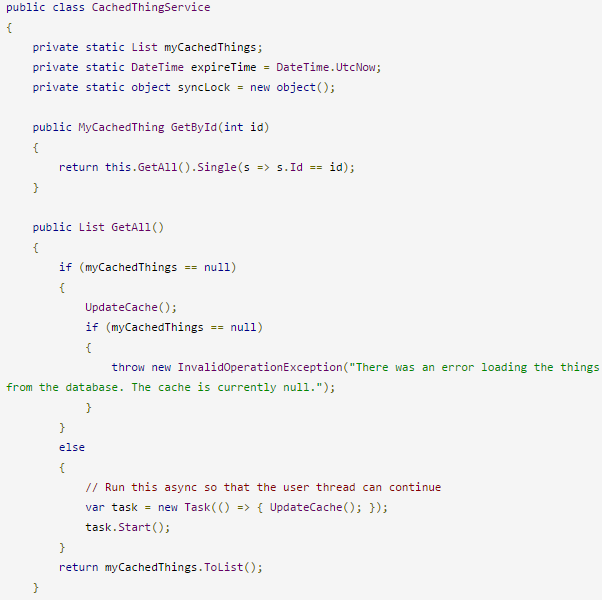 public class CachedThingService
{
    private static List myCachedThings;
    private static DateTime expireTime = DateTime.UtcNow;
    private static object syncLock = new object();

    public MyCachedThing GetById(int id)
    {
        return this.GetAll().Single(s => s.Id == id);
    }

    public List GetAll()
    {
        if (myCachedThings == null)
        {
            UpdateCache();
            if (myCachedThings == null)
            {
                throw new InvalidOperationException("There was an error loading the things
from the database. The cache is currently null.");
            }
        }
        else
        {
            // Run this async so that the user thread can continue
            var task = new Task(() => { UpdateCache(); });
            task.Start();
        }
        return myCachedThings.ToList();
    }